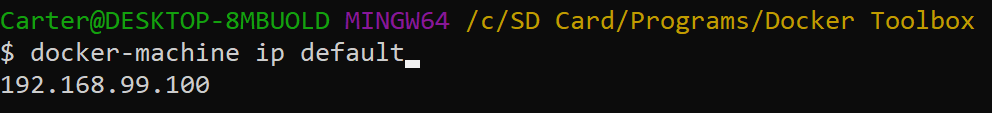 Carter@DESKTOP-8MBUOLD MINGW64 /c/SD Card/Programs/Docker Toolbox
$ docker-machine ip default
192.168.99.100